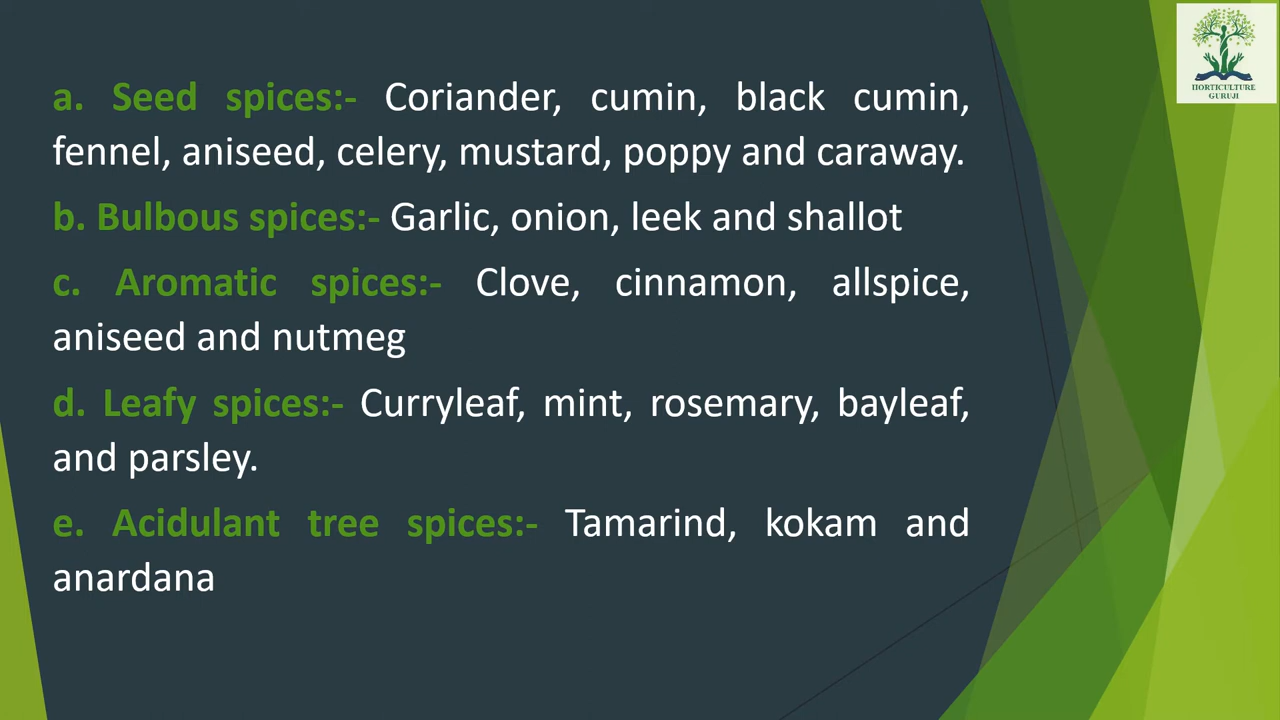 HORTICULTURE
GURUJI
a. Seed spices:- Coriander, cumin, black cumin,
fennel, aniseed, celery, mustard, poppy and caraway.
b. Bulbous spices:- Garlic, onion, leek and shallot
c. Aromatic spices:- Clove, cinnamon, allspice,
aniseed and nutmeg
d. Leafy spices:- Curryleaf, mint, rosemary, bayleaf,
and parsley.
e. Acidulant tree spices:- Tamarind, kokam and
anardana